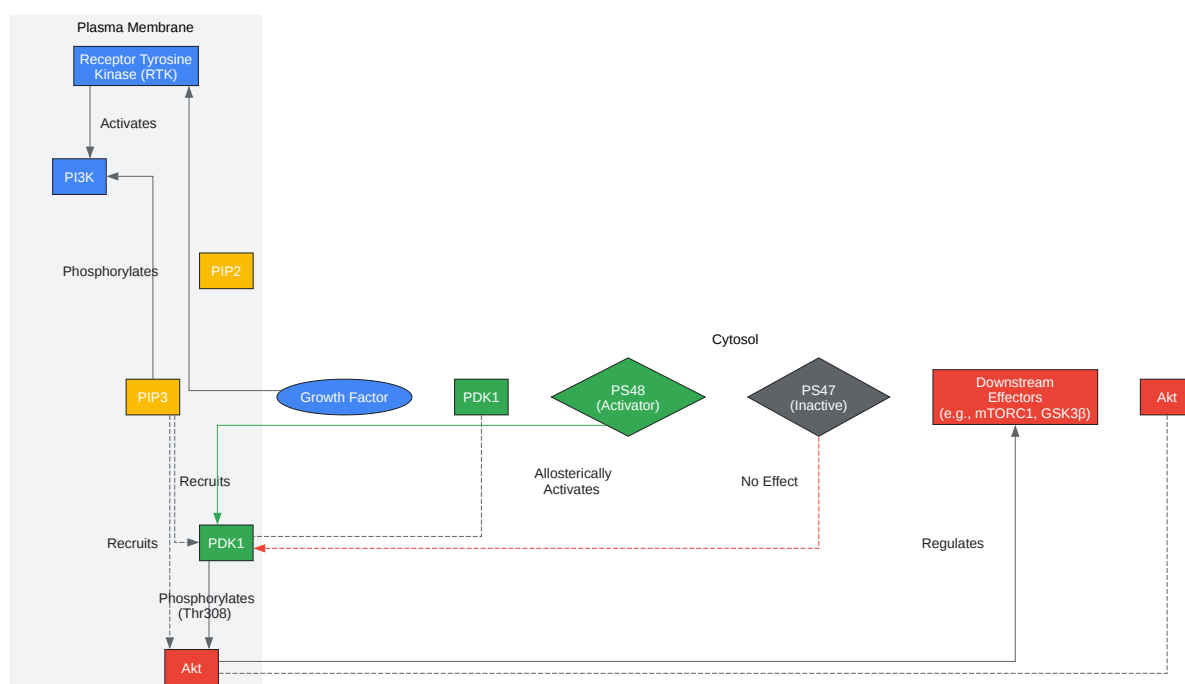 Plasma Membrane
Receptor Tyrosine
Kinase (RTK)
Activates
PI3K
Phosphorylates
PIP2
Cytosol
PIP3
Growth Factor
PDK1
PS48
(Activator)
PS47
(Inactive)
Downstream
Effectors
(e.g., mTORC1, GSK3β)
Akt
Recruits
Allosterically
Activates
No Effect
Recruits
PDK1
Regulates
Phosphorylates
(Thr308)
Akt